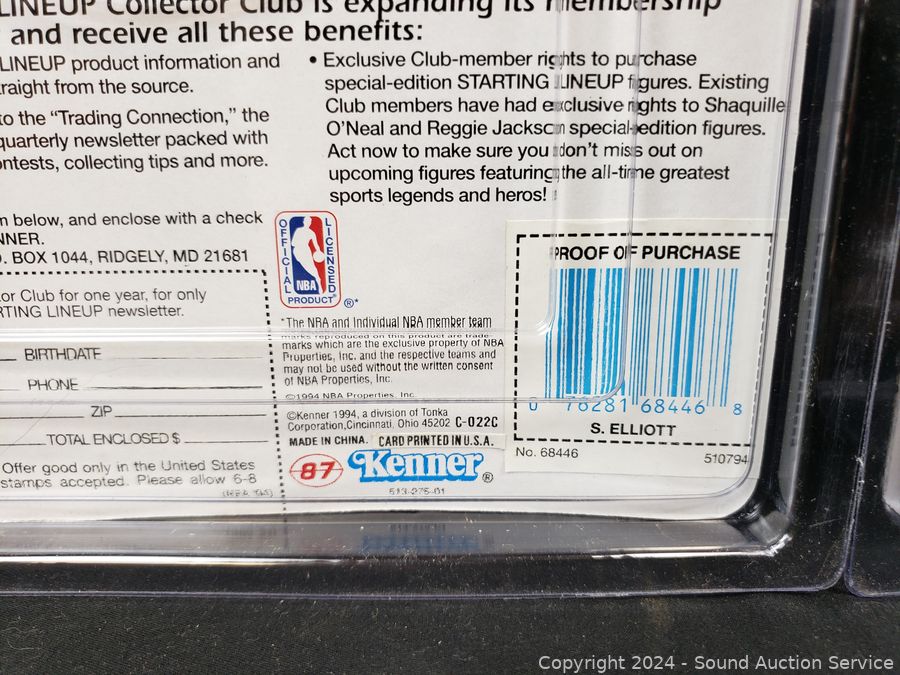 LINEUP Collector Club is expanding its membership
and receive all these benefits:
LINEUP product information and
raight from the source.
to the "Trading Connection," the
quarterly newsletter packed with
ontests, collecting tips and more.
• Exclusive Club-member rights to purchase
special-edition STARTING LINEUP figures. Existing
Club members have had exclusive rights to Shaquille
O'Neal and Reggie Jackson special-edition figures.
Act now to make sure you don't miss out on
upcoming figures featuring the all-time greatest
sports legends and heros!
n below, and enclose with a check
NNER.
. BOX 1044, RIDGELY, MD 21681
or Club for one year, for only
RTING LINEUP newsletter.
BIRTHDATE
PHONE
ZIP
TOTAL ENCLOSED $
Offer good only in the United States
stamps accepted. Please allow 6-8
OFFICIAL LICENSED
NBA
PRODUCT ®*
*The NBA and Individual NBA member team
marks reproduced on this product are trade-
marks which are the exclusive property of NBA
Properties, Inc. and the respective teams and
may not be used without the written consent
of NBA Properties, Inc.
©1994 NBA Properties, Inc.
©Kenner 1994, a division of Tonka
Corporation,Cincinnati, Ohio 45202 C-022C
MADE IN CHINA. CARD PRINTED IN U.S.A.
87 Kenner ®
513-275-01
PROOF OF PURCHASE
0 76281 68446 8
S. ELLIOTT
No. 68446 510794
Copyright 2024 - Sound Auction Service